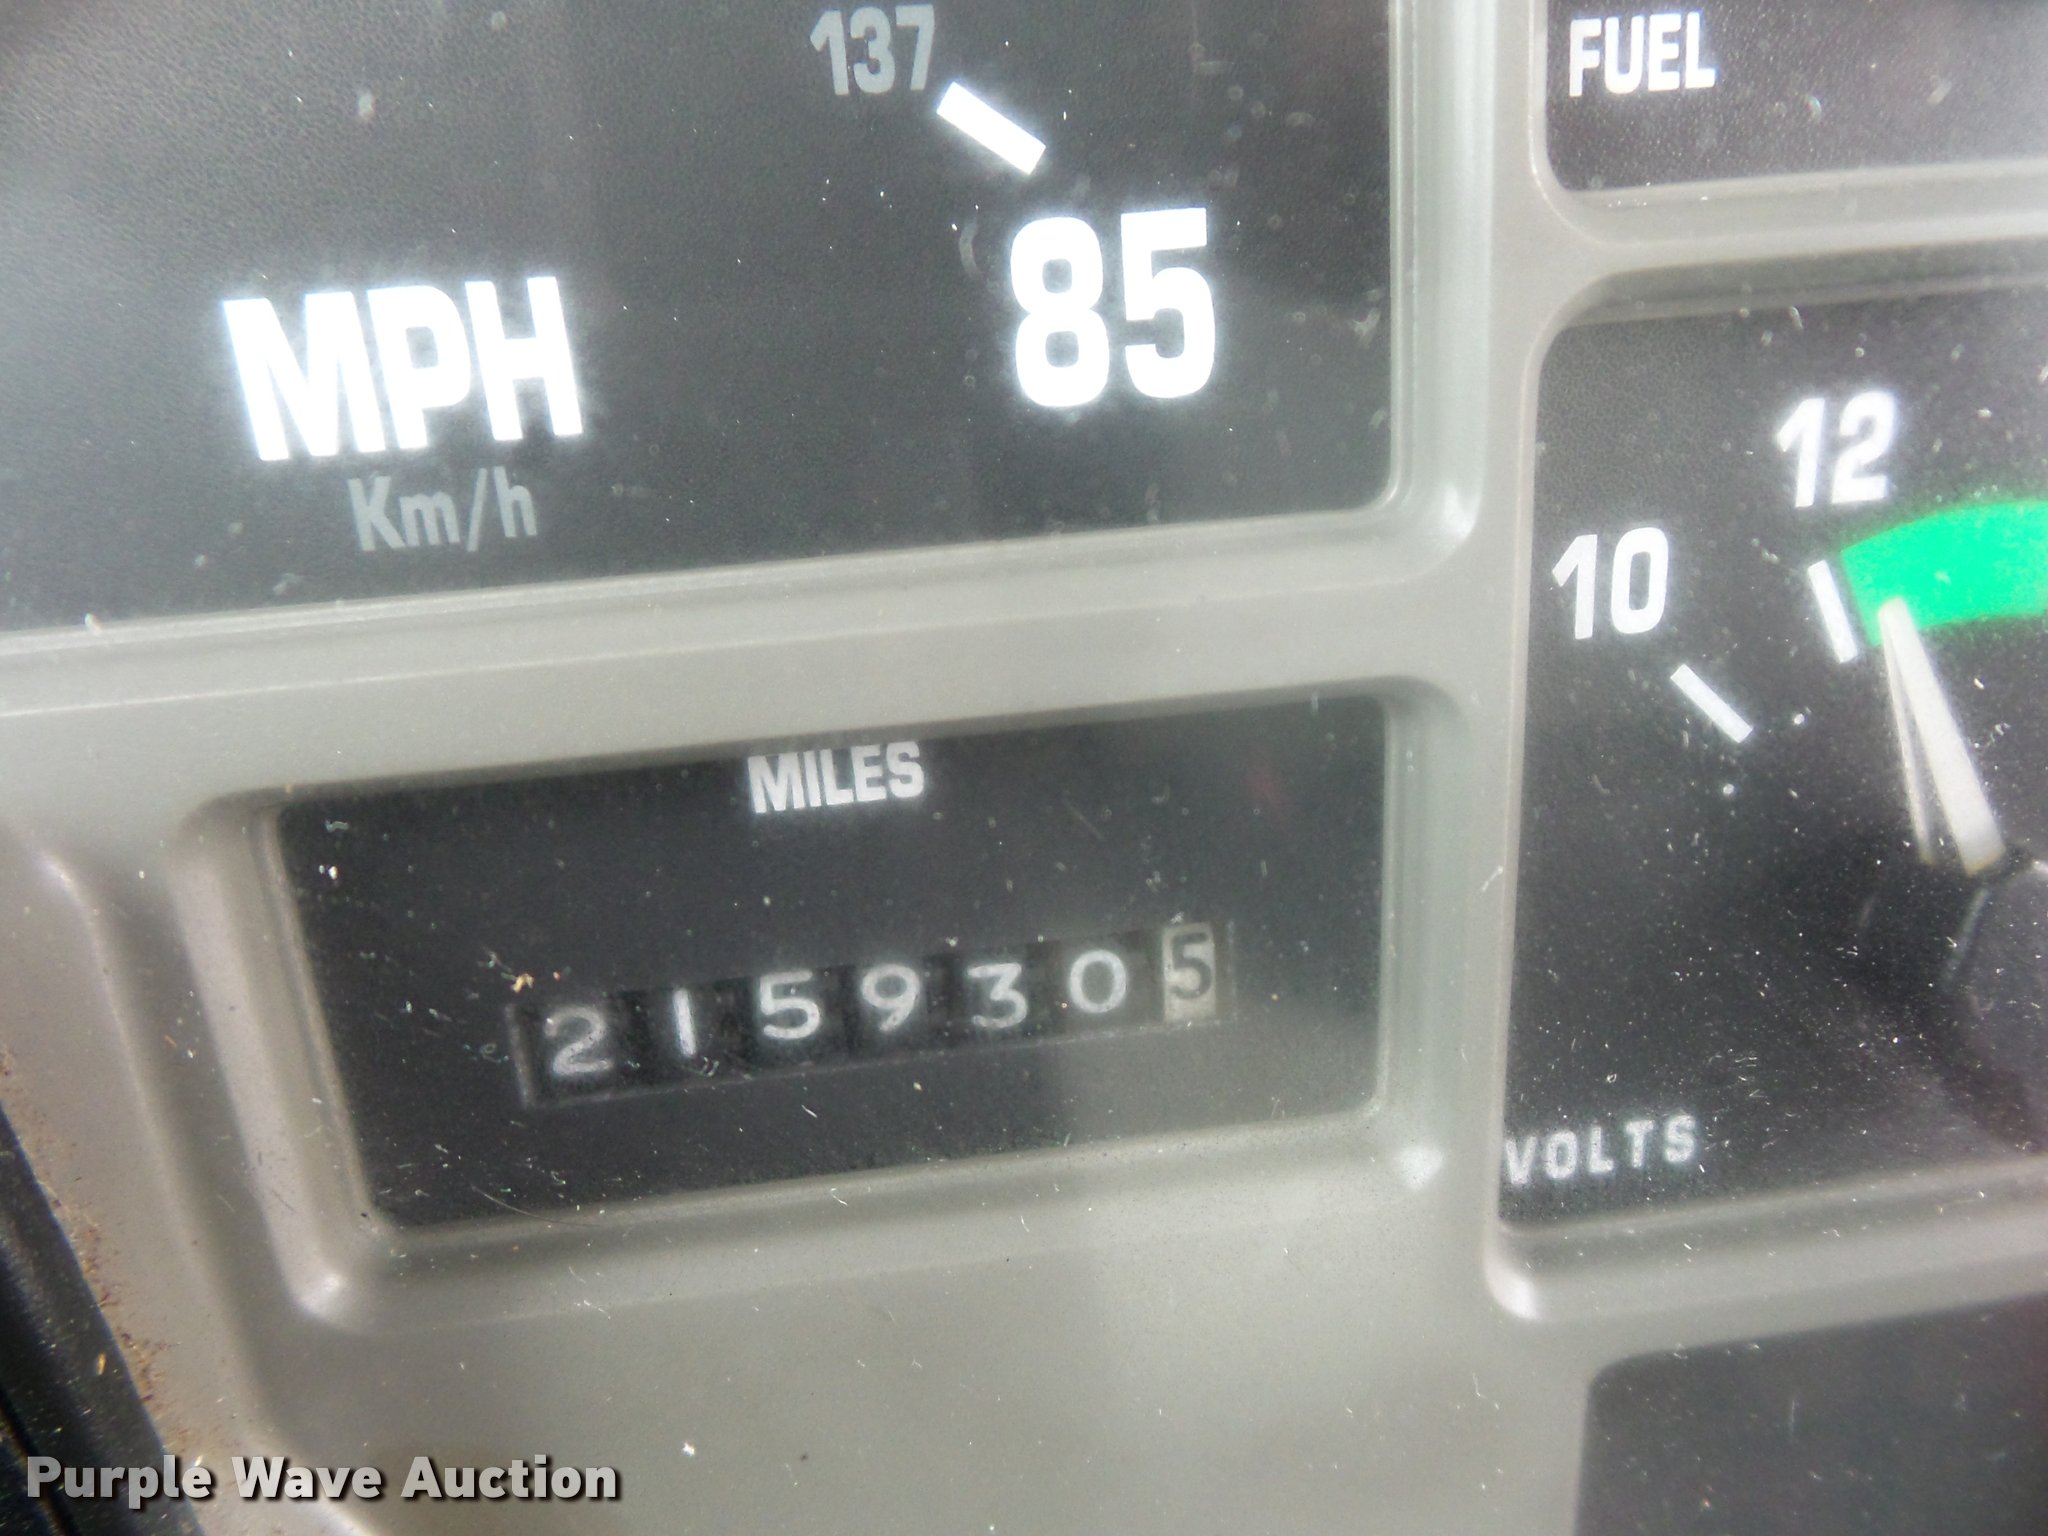 137
FUEL
85
MPH
Km/h
12
10
MILES
2159305
VOLTS
Purple Wave Auction